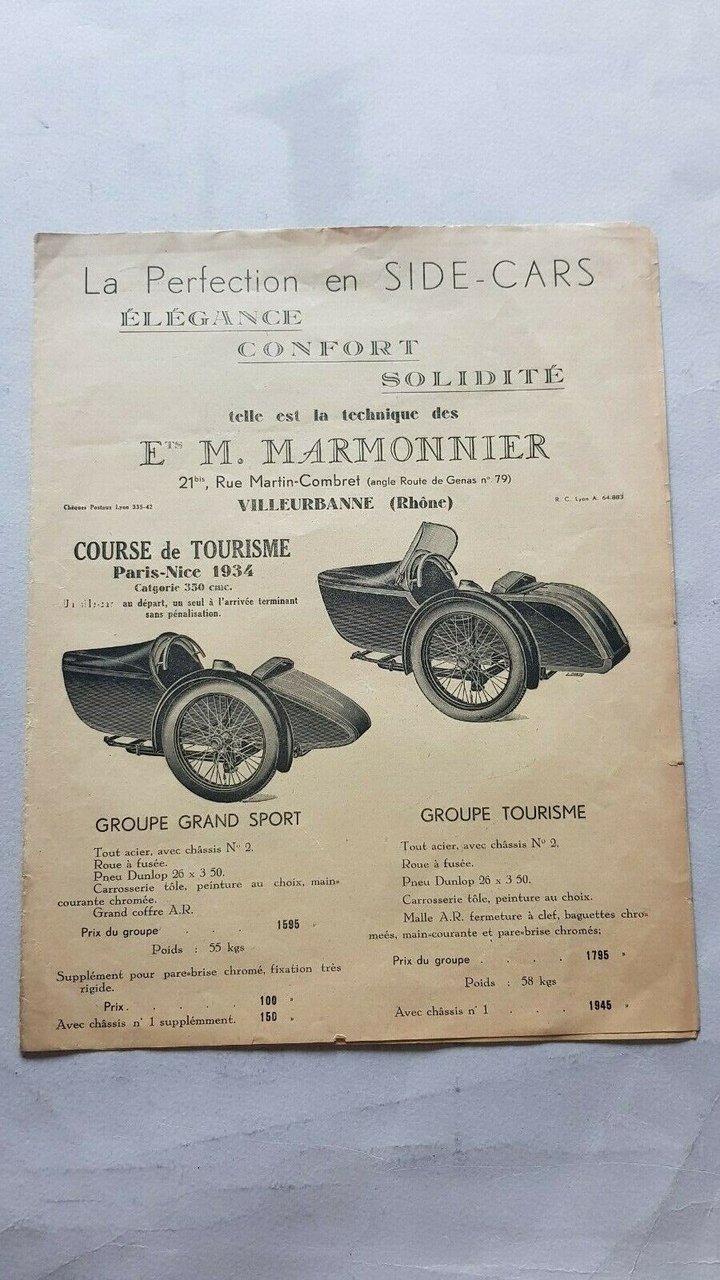 La Perfection en SIDE-CARS
ÉLÉGANCE
CONFORT
SOLIDITÉ
telle est la technique des
Ets M. MARMONNIER
21bis, Rue Martin-Combret (angle Route de Genas n° 79)
Chèques Postaux Lyon 335-42
VILLEURBANNE (Rhône)
R. C. Lyon A. 64.883
COURSE de TOURISME
Paris-Nice 1934
Catgorie 350 cmc.
au départ, un seul à l'arrivée terminant
sans pénalisation.
GROUPE GRAND SPORT
Tout acier, avec châssis N° 2.
Roue à fusée.
Pneu Dunlop 26 x 3 50.
Carrosserie tôle, peinture au choix, main-
courante chromée.
Grand coffre A.R.
Prix du groupe . . . . 1595 »
Poids : 55 kgs
Supplément pour pare-brise chromé, fixation très
rigide.
Prix . . . . . 100 »
Avec châssis n° 1 supplémment. 150 »
GROUPE TOURISME
Tout acier, avec châssis N° 2.
Roue à fusée.
Pneu Dunlop 26 x 3 50.
Carrosserie tôle, peinture au choix.
Malle A.R. fermeture à clef, baguettes chro-
meés, main-courante et pare-brise chromés;
Prix du groupe . . . . 1795 »
Poids : 58 kgs
Avec châssis n° 1 . . . 1945 »